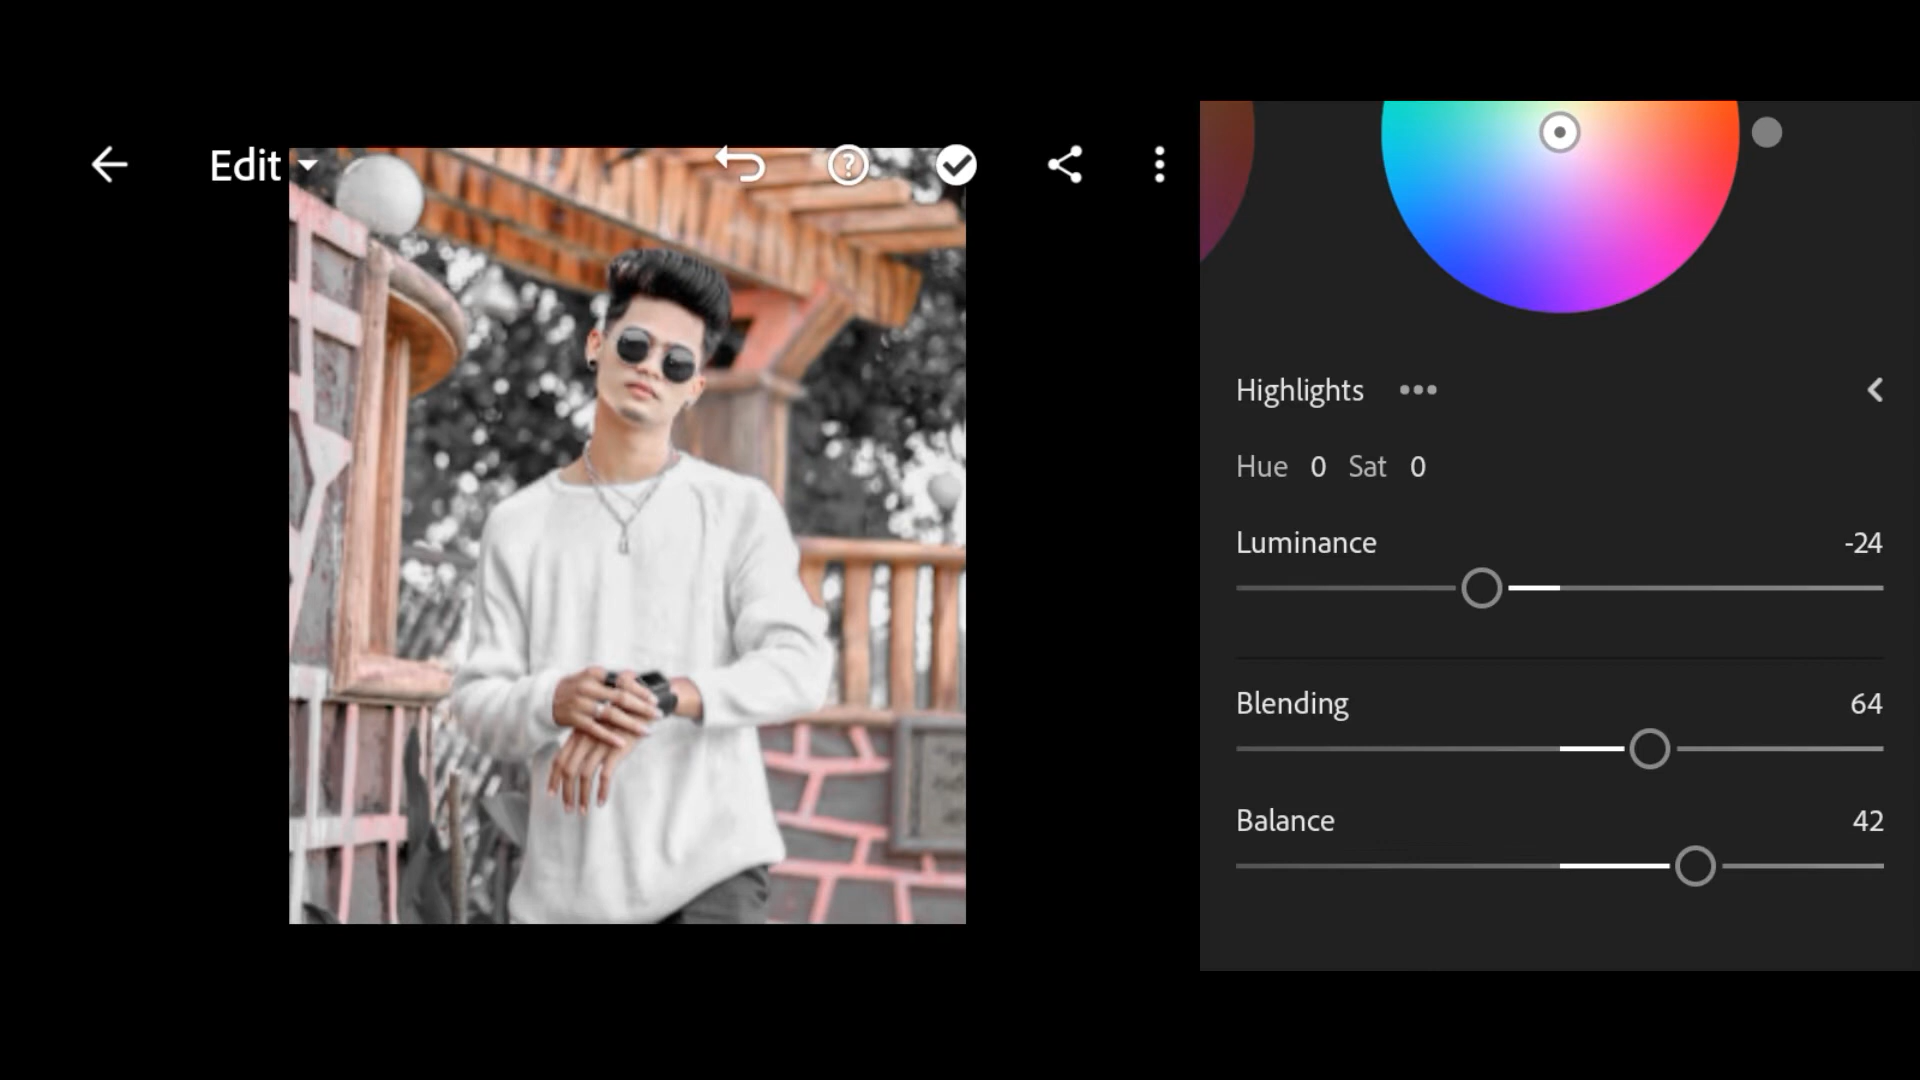 Edit
Highlights
Hue 0 Sat 0
Luminance -24
Blending 64
Balance 42